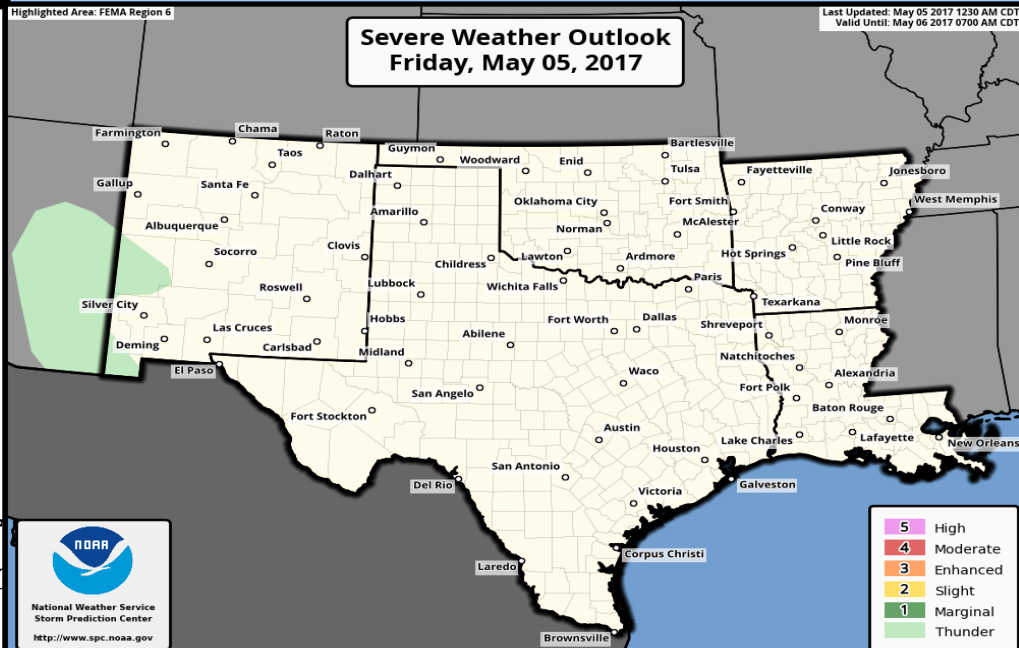 Highlighted Area: FEMA Region 6
Last Updated: May 05 2017 1230 AM CDT
Valid Until: May 06 2017 0700 AM CDT
Severe Weather Outlook
Friday, May 05, 2017
Farmington
Chama
Raton
Taos
Guymon
Woodward
Enid
Bartlesville
Tulsa
Fayetteville
Jonesboro
Gallup
Santa Fe
Dalhart
Oklahoma City
Fort Smith
West Memphis
Albuquerque
Amarillo
Norman
McAlester
Conway
Socorro
Clovis
Childress
Lawton
Ardmore
Hot Springs
Little Rock
Pine Bluff
Roswell
Lubbock
Wichita Falls
Paris
Texarkana
Silver City
Las Cruces
Hobbs
Abilene
Fort Worth
Dallas
Shreveport
Monroe
Deming
Carlsbad
Midland
Natchitoches
El Paso
San Angelo
Waco
Fort Polk
Alexandria
Fort Stockton
Austin
Baton Rouge
Houston
Lake Charles
Lafayette
New Orleans
Del Rio
San Antonio
Victoria
Galveston
Laredo
Corpus Christi
Brownsville
NOAA
National Weather Service
Storm Prediction Center
http://www.spc.noaa.gov
5 High
4 Moderate
3 Enhanced
2 Slight
1 Marginal
Thunder